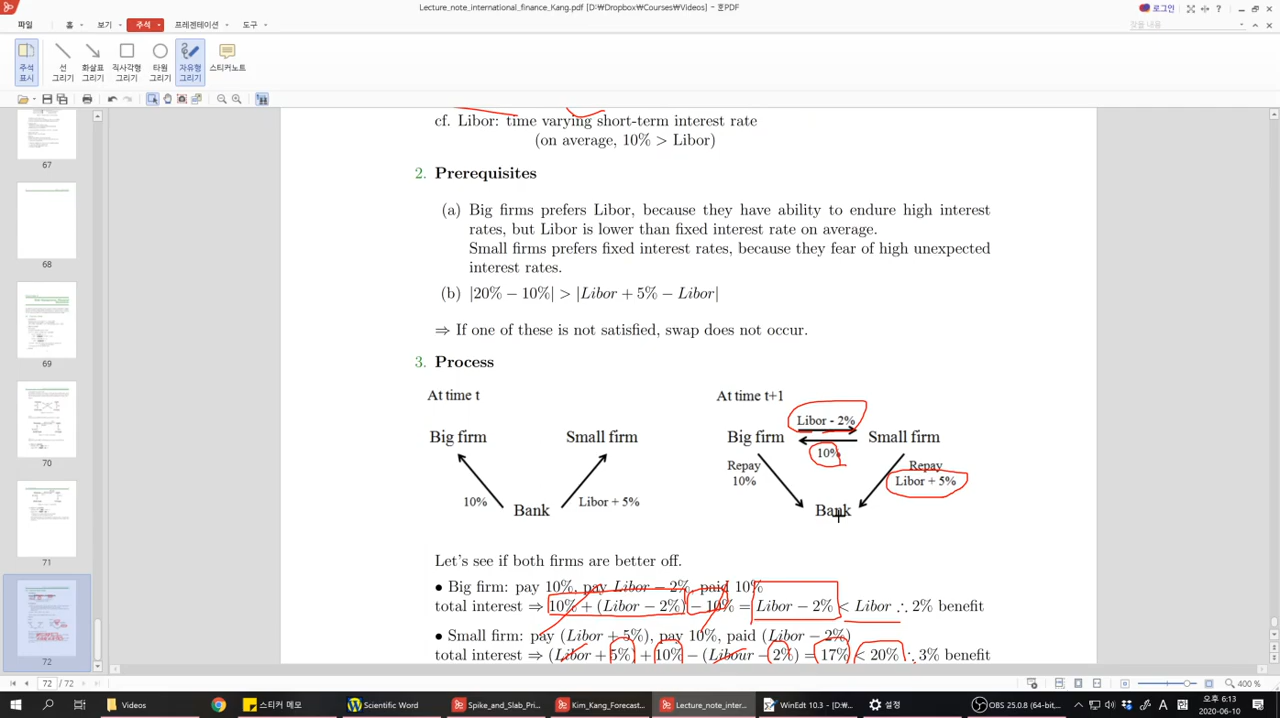 Lecture_note_international_finance_Kang.pdf [D:₩Dropbox₩Courses₩Videos] - 호PDF
로그인
파일 홈 보기 주석 프레젠테이션 도구
찾을 내용
주석 표시
선 그리기
화살표 그리기
직사각형 그리기
타원 그리기
자유형 그리기
스티커노트
67
68
69
70
71
72
cf. Libor: time varying short-term interest rate
(on average, 10% > Libor)
2. Prerequisites
(a) Big firms prefers Libor, because they have ability to endure high interest
rates, but Libor is lower than fixed interest rate on average.
Small firms prefers fixed interest rates, because they fear of high unexpected
interest rates.
(b) |20% − 10%| > |Libor + 5% − Libor|
⇒ If one of these is not satisfied, swap does not occur.
3. Process
At time t
Big firm Small firm
10% Bank Libor + 5%
At time t+1
Libor - 2%
Big firm Small firm
10%
Repay 10%
Repay Libor + 5%
Bank
Let's see if both firms are better off.
• Big firm: pay 10%, pay Libor − 2%, paid 10%
total interest ⇒ 10% + (Libor − 2%) − 10% = Libor − 2% < Libor ∴ 2% benefit
• Small firm: pay (Libor + 5%), pay 10%, paid (Libor − 2%)
total interest ⇒ (Libor + 5%) + 10% − (Libour − 2%) = 17% < 20% ∴ 3% benefit
72 / 72
400 %
Videos
스티커 메모
Scientific Word
Spike_and_Slab_Pri...
Kim_Kang_Forecast...
Lecture_note_inter...
WinEdt 10.3 - [D:₩...
설정
OBS 25.0.8 (64-bit,...
A
오후 6:13
2020-06-10